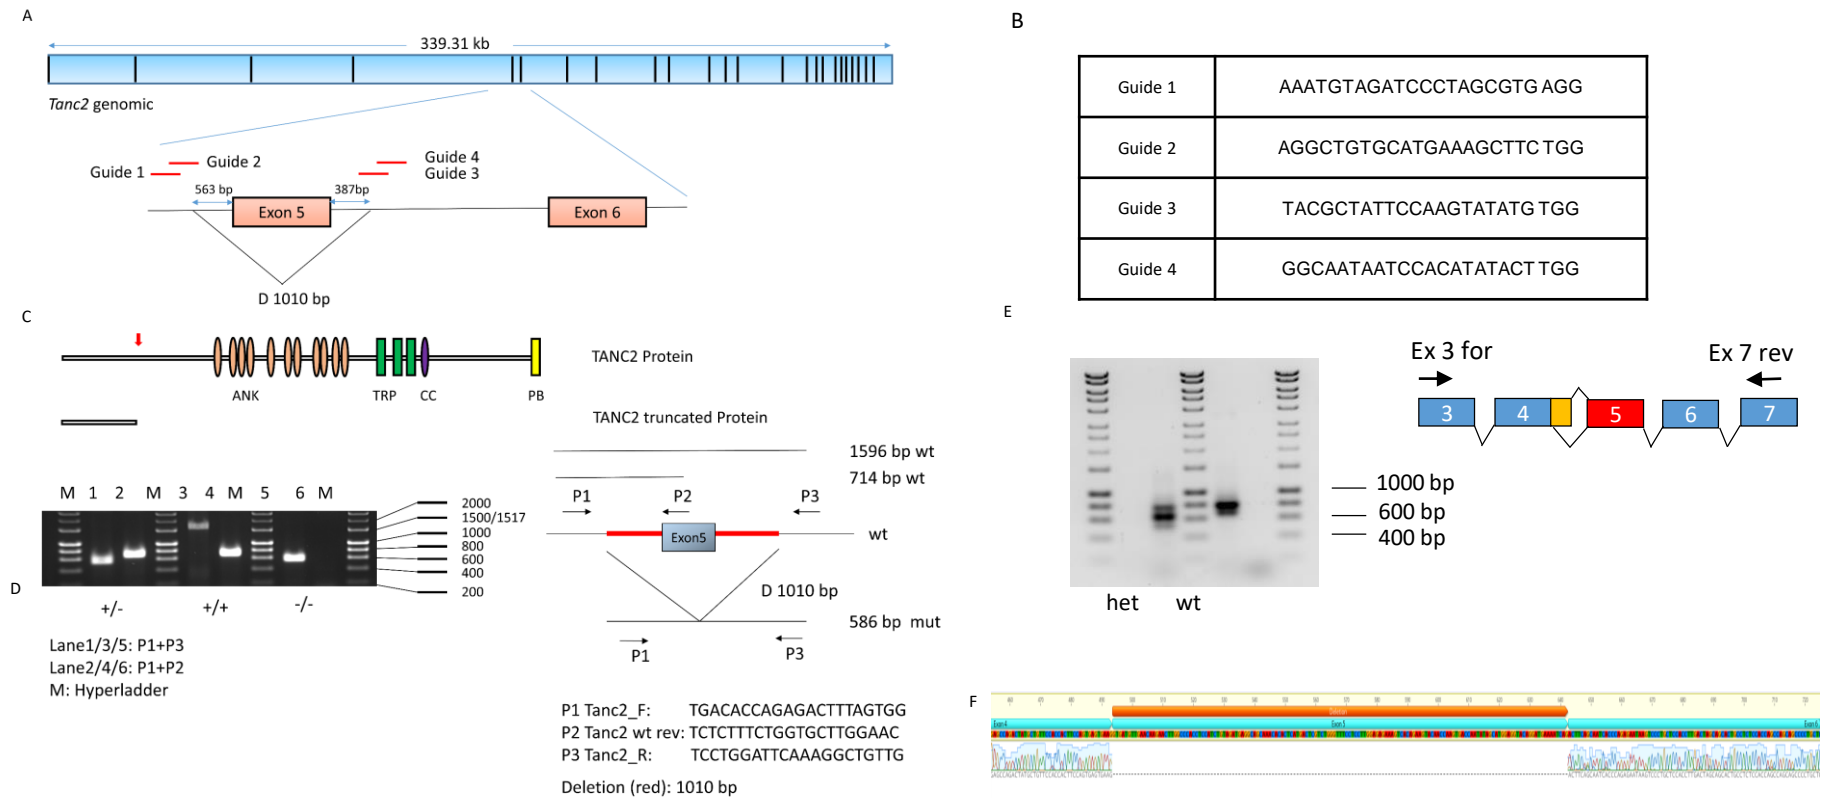 A
339.31 kb
Tanc2 genomic
Guide 1
Guide 2
Guide 4
Guide 3
563 bp
387bp
Exon 5
Exon 6
D 1010 bp
B
Guide 1 AAATGTAGATCCCTAGCGTG AGG
Guide 2 AGGCTGTGCATGAAAGCTTC TGG
Guide 3 TACGCTATTCCAAGTATATG TGG
Guide 4 GGCAATAATCCACATATACT TGG
C
TANC2 Protein
ANK TRP CC PB
TANC2 truncated Protein
D
M 1 2 M 3 4 M 5 6 M
2000
1500/1517
1000
800
600
400
200
+/- +/+ -/-
Lane1/3/5: P1+P3
Lane2/4/6: P1+P2
M: Hyperladder
1596 bp wt
714 bp wt
P1 P2 P3
Exon5
wt
D 1010 bp
586 bp mut
P1 P3
P1 Tanc2_F: TGACACCAGAGACTTTAGTGG
P2 Tanc2 wt rev: TCTCTTTCTGGTGCTTGGAAC
P3 Tanc2_R: TCCTGGATTCAAAGGCTGTTG
Deletion (red): 1010 bp
E
Ex 3 for
Ex 7 rev
3 4 5 6 7
1000 bp
600 bp
400 bp
het wt
F
Exon 4
Exon 5
Exon 6